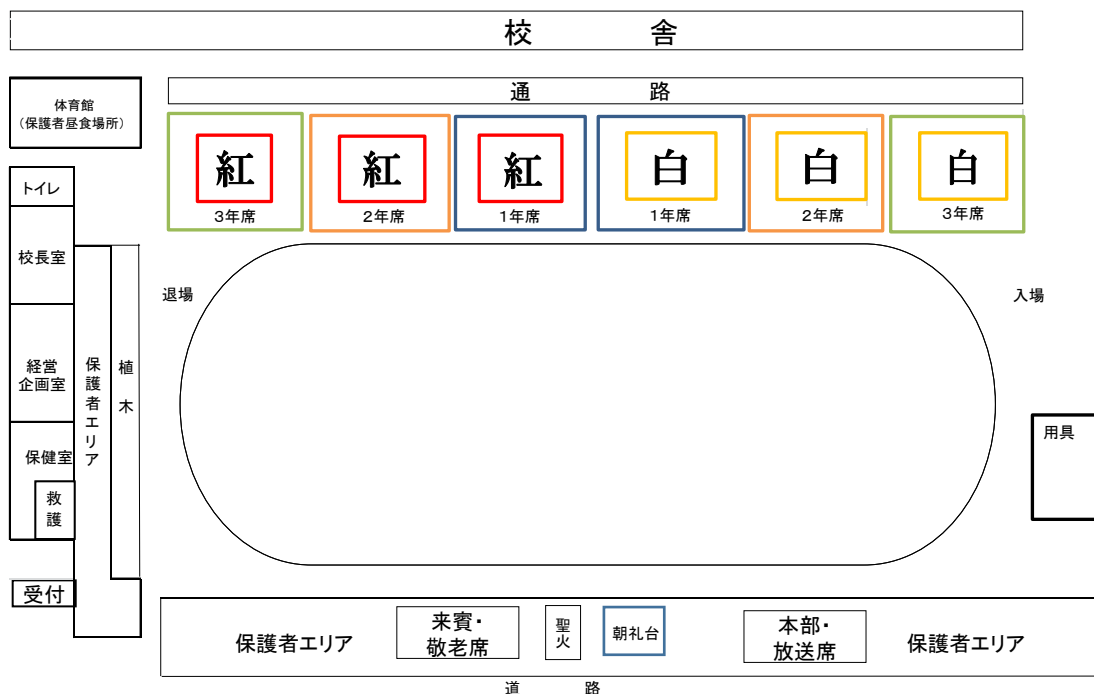 校 舎
体育館
（保護者昼食場所）
通 路
紅
紅
紅
白
白
白
3年席
2年席
1年席
1年席
2年席
3年席
トイレ
校長室
経営
企画室
保健室
救護
受付
保護者エリア
植木
退場
入場
用具
保護者エリア
来賓・
敬老席
聖火
朝礼台
本部・
放送席
保護者エリア
道 路